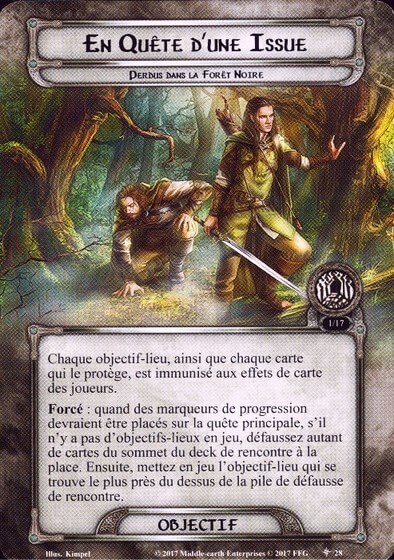 En Quête d'une Issue
Perdus dans la Forêt Noire
1/17
Chaque objectif-lieu, ainsi que chaque carte
qui le protège, est immunisé aux effets de carte
des joueurs.
Forcé : quand des marqueurs de progression
devraient être placés sur la quête principale, s'il
n'y a pas d'objectifs-lieux en jeu, défaussez autant
de cartes du sommet du deck de rencontre à la
place. Ensuite, mettez en jeu l'objectif-lieu qui se
trouve le plus près du dessus de la pile de défausse
de rencontre.
OBJECTIF
Illus. Kimpel © 2017 Middle-earth Enterprises © 2017 FFG 28